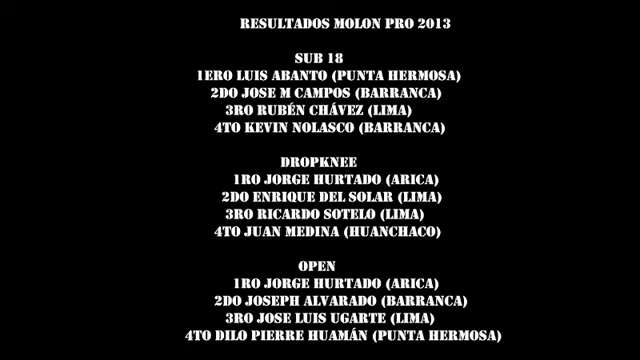 RESULTADOS MOLON PRO 2013
SUB 18
1ERO LUIS ABANTO (PUNTA HERMOSA)
2DO JOSE M CAMPOS (BARRANCA)
3RO RUBÉN CHÁVEZ (LIMA)
4TO KEVIN NOLASCO (BARRANCA)
DROPKNEE
1RO JORGE HURTADO (ARICA)
2DO ENRIQUE DEL SOLAR (LIMA)
3RO RICARDO SOTELO (LIMA)
4TO JUAN MEDINA (HUANCHACO)
OPEN
1RO JORGE HURTADO (ARICA)
2DO JOSEPH ALVARADO (BARRANCA)
3RO JOSE LUIS UGARTE (LIMA)
4TO DILO PIERRE HUAMÁN (PUNTA HERMOSA)